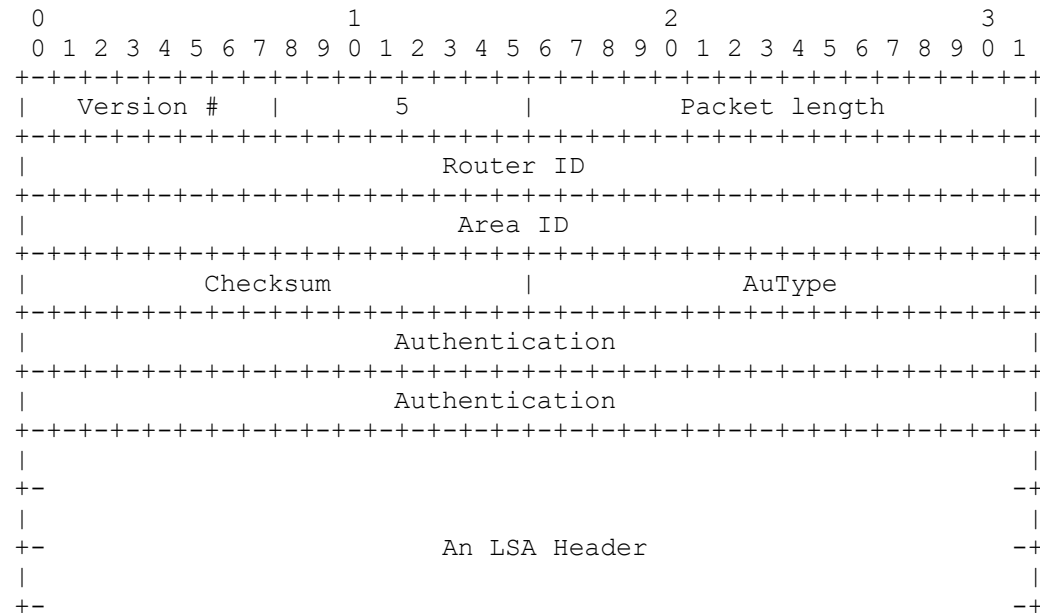 0                   1                   2                   3
 0 1 2 3 4 5 6 7 8 9 0 1 2 3 4 5 6 7 8 9 0 1 2 3 4 5 6 7 8 9 0 1
+-+-+-+-+-+-+-+-+-+-+-+-+-+-+-+-+-+-+-+-+-+-+-+-+-+-+-+-+-+-+-+-+
|   Version #   |       5       |         Packet length         |
+-+-+-+-+-+-+-+-+-+-+-+-+-+-+-+-+-+-+-+-+-+-+-+-+-+-+-+-+-+-+-+-+
|                          Router ID                            |
+-+-+-+-+-+-+-+-+-+-+-+-+-+-+-+-+-+-+-+-+-+-+-+-+-+-+-+-+-+-+-+-+
|                           Area ID                             |
+-+-+-+-+-+-+-+-+-+-+-+-+-+-+-+-+-+-+-+-+-+-+-+-+-+-+-+-+-+-+-+-+
|           Checksum            |             AuType            |
+-+-+-+-+-+-+-+-+-+-+-+-+-+-+-+-+-+-+-+-+-+-+-+-+-+-+-+-+-+-+-+-+
|                       Authentication                          |
+-+-+-+-+-+-+-+-+-+-+-+-+-+-+-+-+-+-+-+-+-+-+-+-+-+-+-+-+-+-+-+-+
|                       Authentication                          |
+-+-+-+-+-+-+-+-+-+-+-+-+-+-+-+-+-+-+-+-+-+-+-+-+-+-+-+-+-+-+-+-+
|                                                               |
+-                                                             -+
|                                                               |
+-                         An LSA Header                       -+
|                                                               |
+-                                                             -+